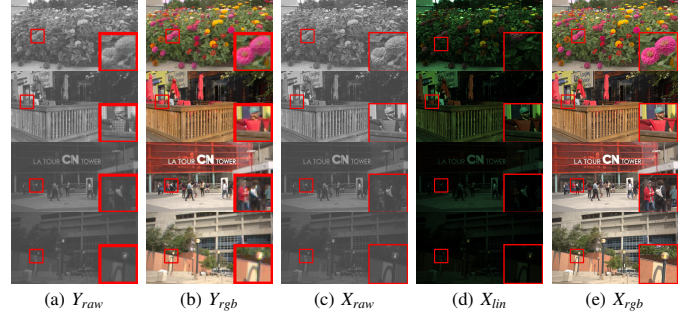 LA TOUR CN TOWER
LA TOUR CN TOWER
LA TOUR CN TOWER
LA TOUR CN TOWER
LA TOUR CN TOWER
(a) Y_raw
(b) Y_rgb
(c) X_raw
(d) X_lin
(e) X_rgb